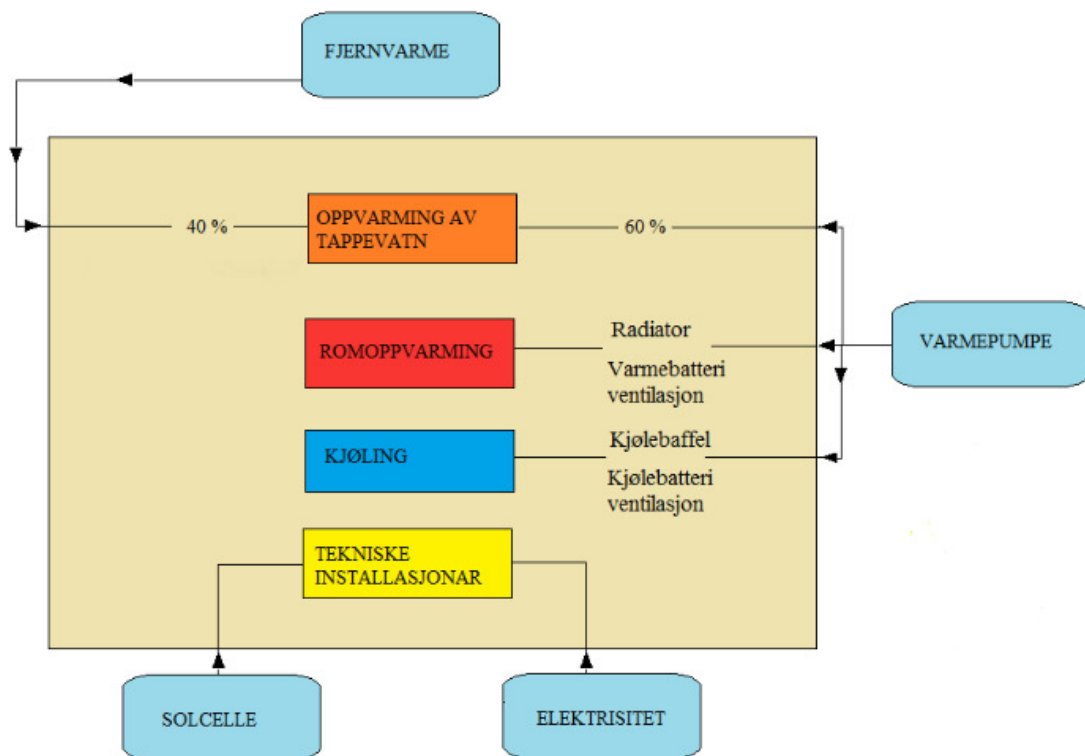 FJERNVARME
40 %
OPPVARMING AV
TAPPEVATN
60 %
ROMOPPVARMING
Radiator
Varmebatteri
ventilasjon
VARMEPUMPE
KJØLING
Kjølebaffel
Kjølebatteri
ventilasjon
TEKNISKE
INSTALLASJONAR
SOLCELLE
ELEKTRISITET